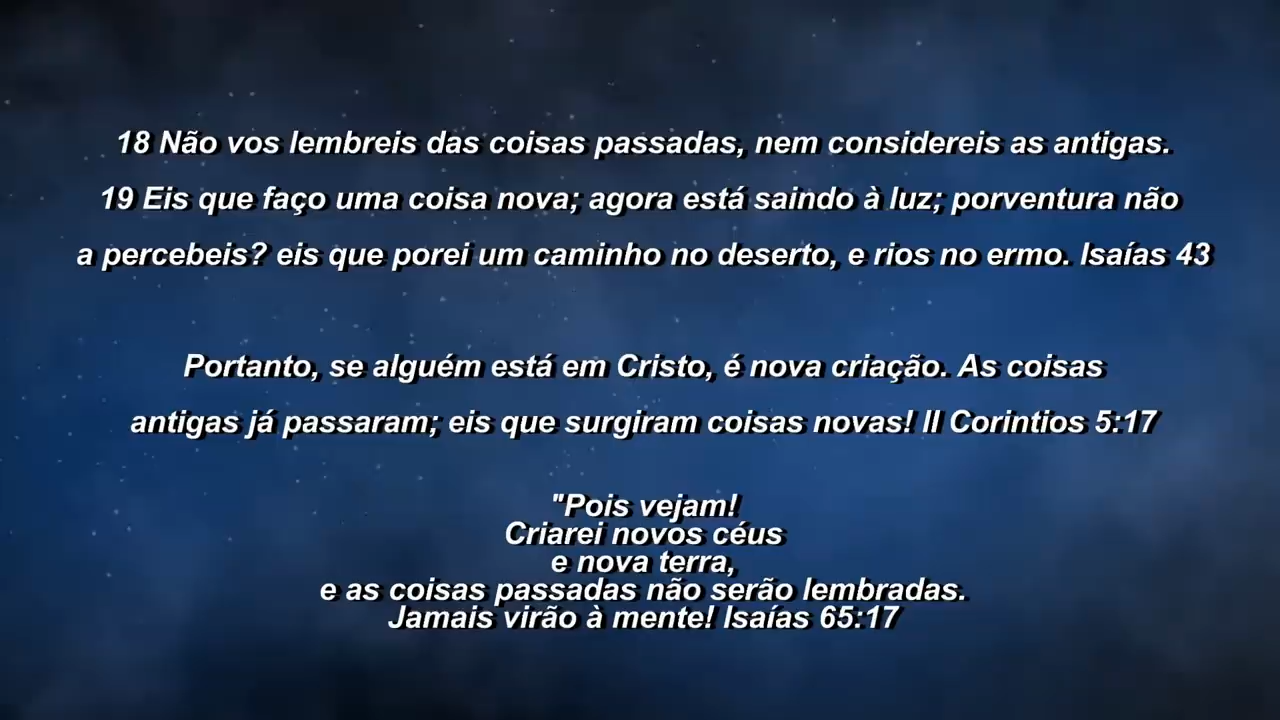 18 Não vos lembreis das coisas passadas, nem considereis as antigas.
19 Eis que faço uma coisa nova; agora está saindo à luz; porventura não
a percebeis? eis que porei um caminho no deserto, e rios no ermo. Isaías 43
Portanto, se alguém está em Cristo, é nova criação. As coisas
antigas já passaram; eis que surgiram coisas novas! II Corintios 5:17
"Pois vejam!
Criarei novos céus
e nova terra,
e as coisas passadas não serão lembradas.
Jamais virão à mente! Isaías 65:17